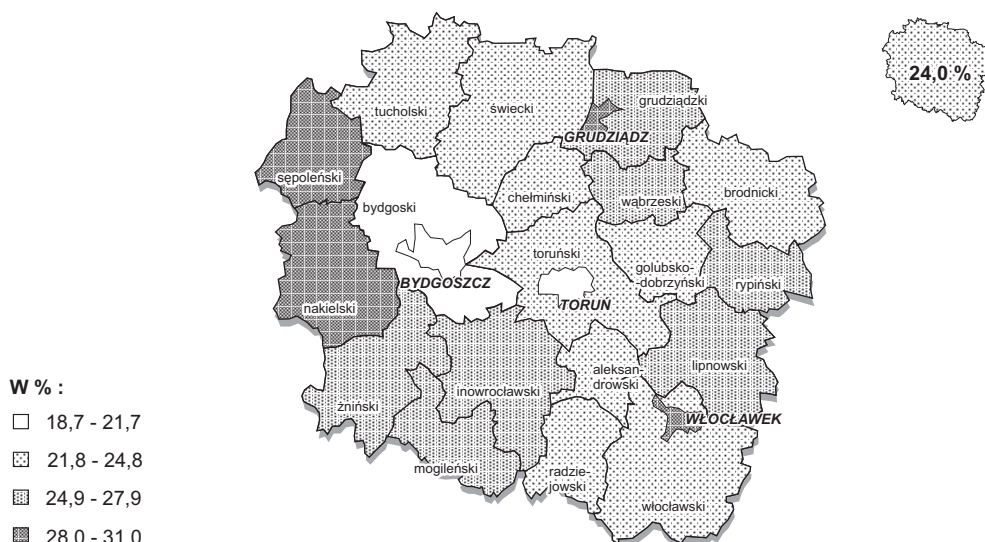 24,0 %
tucholski
świecki
grudziądzki
GRUDZIĄDZ
sępoleński
chełmiński
wąbrzeski
brodnicki
bydgoski
toruński
golubsko-
-dobrzyński
rypiński
BYDGOSZCZ
TORUŃ
nakielski
aleksan-
drowski
lipnowski
inowrocławski
żniński
WŁOCŁAWEK
mogileński
radzie-
jowski
włocławski
W % :
18,7 - 21,7
21,8 - 24,8
24,9 - 27,9
28,0 - 31,0